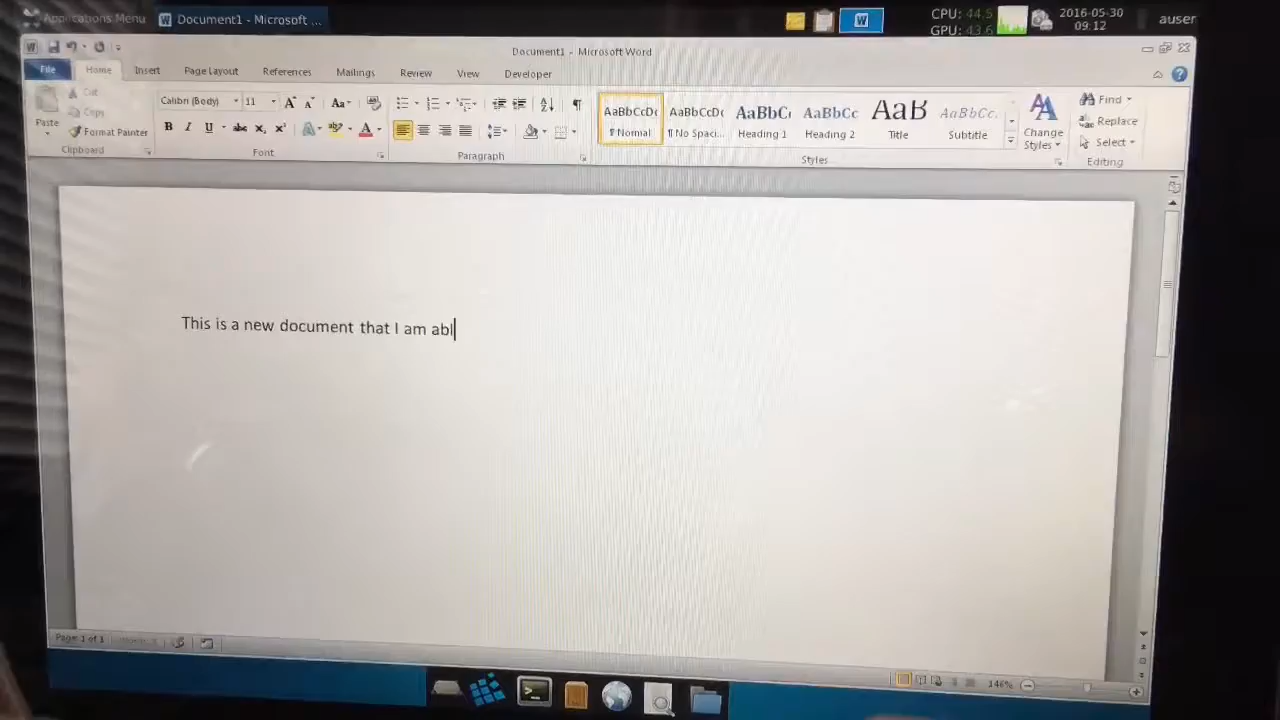 Applications Menu
Document1 - Microsoft ...
CPU: 44.5
GPU: 43.6
2016-05-30
09:12
auser
Document1 - Microsoft Word
File Home Insert Page Layout References Mailings Review View Developer
Cut
Copy
Format Painter
Paste
Clipboard
Calibri (Body) 11
Font
Paragraph
AaBbCcDc AaBbCcDc AaBbC AaBbCc AaB AaBbCc.
¶ Normal ¶ No Spaci... Heading 1 Heading 2 Title Subtitle
Change
Styles
Styles
Find
Replace
Select
Editing
This is a new document that I am abl
Page: 1 of 3
146%